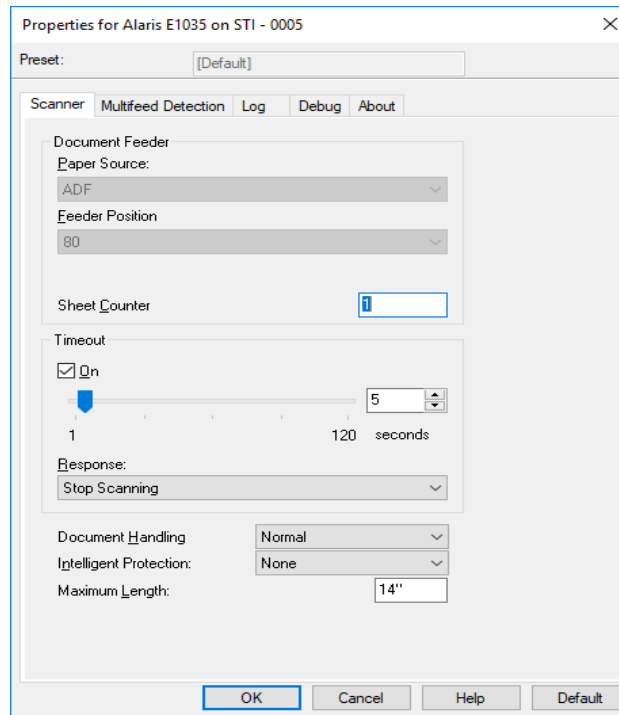 Properties for Alaris E1035 on STI - 0005
Preset: [Default]
Scanner Multifeed Detection Log Debug About
Document Feeder
Paper Source:
ADF
Feeder Position
80
Sheet Counter 1
Timeout
On
5
1 120 seconds
Response:
Stop Scanning
Document Handling Normal
Intelligent Protection: None
Maximum Length: 14"
OK Cancel Help Default